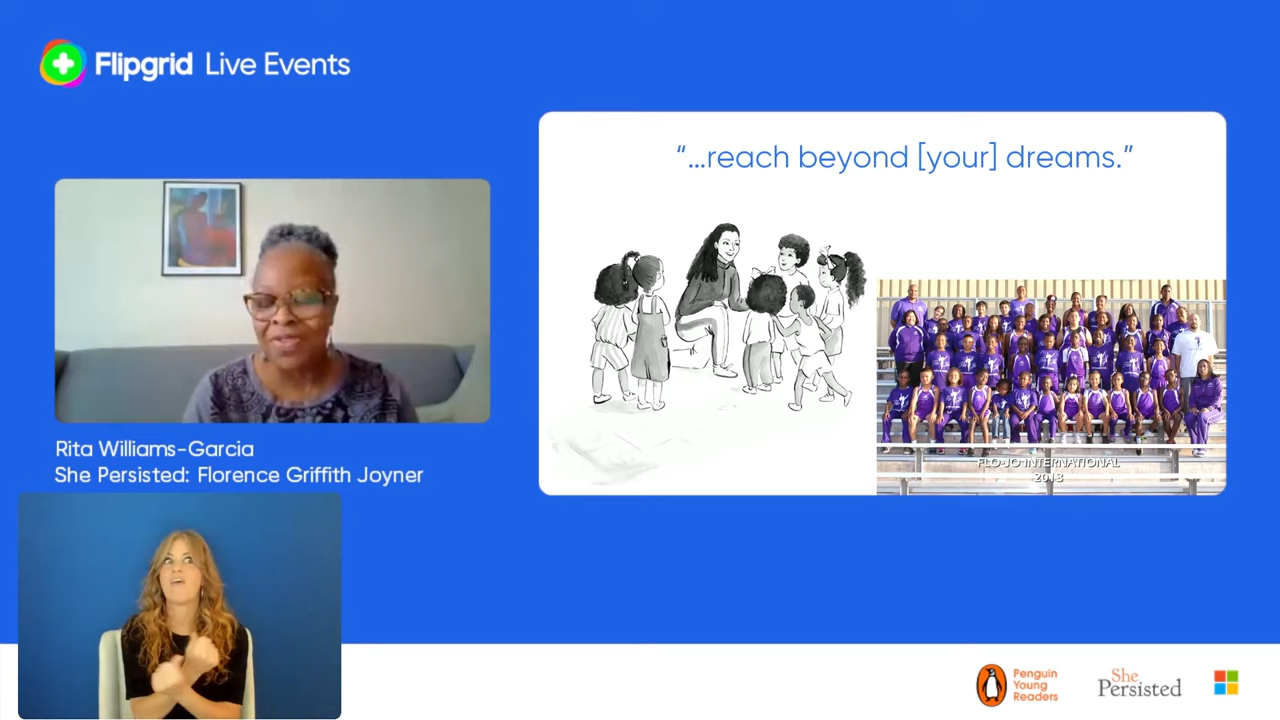 Flipgrid Live Events
“...reach beyond [your] dreams.”
Rita Williams-Garcia
She Persisted: Florence Griffith Joyner
FLO-JO INTERNATIONAL
2013
Penguin
Young
Readers
She
Persisted